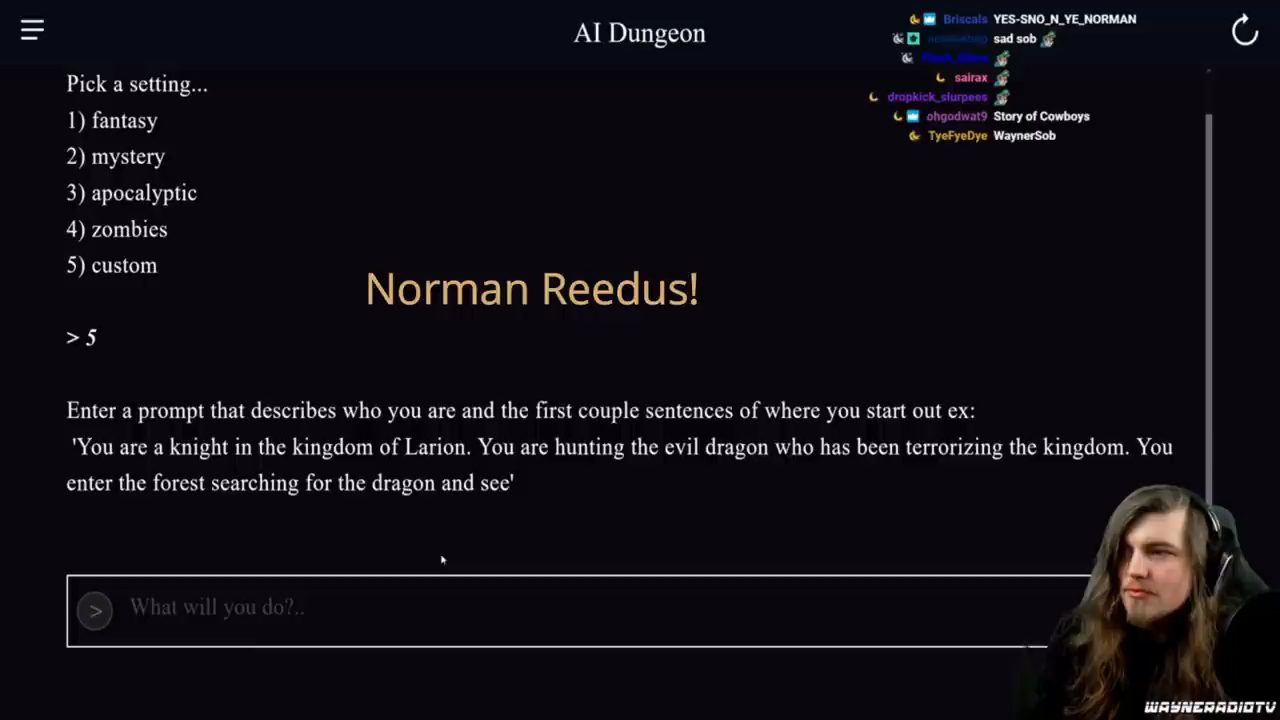 AI Dungeon
Briscals YES-SNO_N_YE_NORMAN
sad sob
sairax
dropkick_slurpees
ohgodwat9 Story of Cowboys
TyeFyeDye WaynerSob
Pick a setting...
1) fantasy
2) mystery
3) apocalyptic
4) zombies
5) custom
Norman Reedus!
> 5
Enter a prompt that describes who you are and the first couple sentences of where you start out ex:
'You are a knight in the kingdom of Larion. You are hunting the evil dragon who has been terrorizing the kingdom. You
enter the forest searching for the dragon and see'
> What will you do?..
WAYNERADIOTV